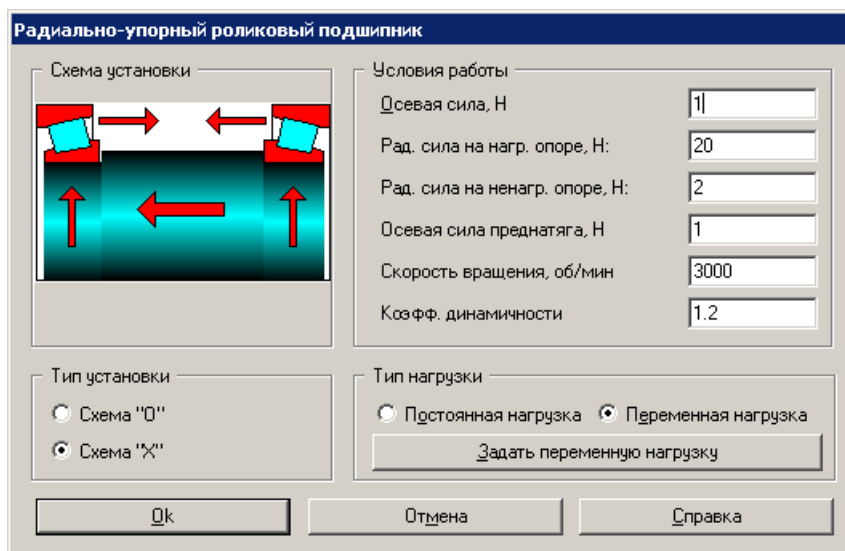 Радиально-упорный роликовый подшипник
Схема установки
Условия работы
Осевая сила, Н
1
Рад. сила на нагр. опоре, Н:
20
Рад. сила на ненагр. опоре, Н:
2
Осевая сила преднатяга, Н
1
Скорость вращения, об/мин
3000
Коэфф. динамичности
1.2
Тип установки
Схема "О"
Схема "Х"
Тип нагрузки
Постоянная нагрузка
Переменная нагрузка
Задать переменную нагрузку
Ok
Отмена
Справка